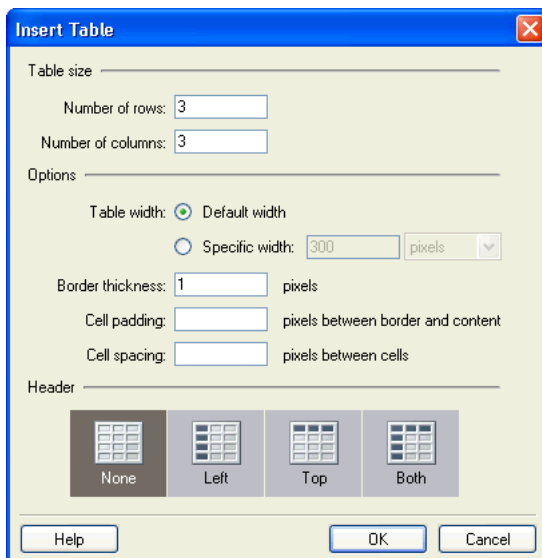 Insert Table
Table size
Number of rows: 3
Number of columns: 3
Options
Table width: Default width
Specific width: 300 pixels
Border thickness: 1 pixels
Cell padding: pixels between border and content
Cell spacing: pixels between cells
Header
None Left Top Both
Help OK Cancel